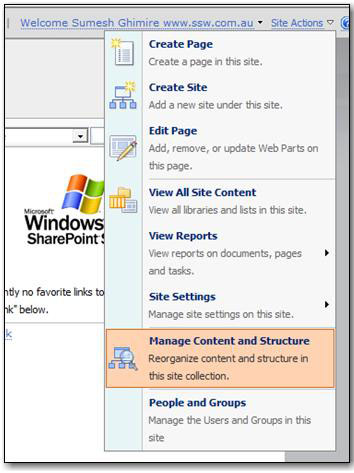 Welcome Sumesh Ghimire www.ssw.com.au
Site Actions
Create Page
Create a page in this site.
Create Site
Add a new site under this site.
Edit Page
Add, remove, or update Web Parts on
this page.
View All Site Content
View all libraries and lists in this site.
View Reports
View reports on documents, pages
and tasks.
Site Settings
Manage site settings on this site.
Manage Content and Structure
Reorganize content and structure in
this site collection.
People and Groups
Manage the Users and Groups in this
site
Microsoft
Windows
SharePoint S
no favorite links to
below.